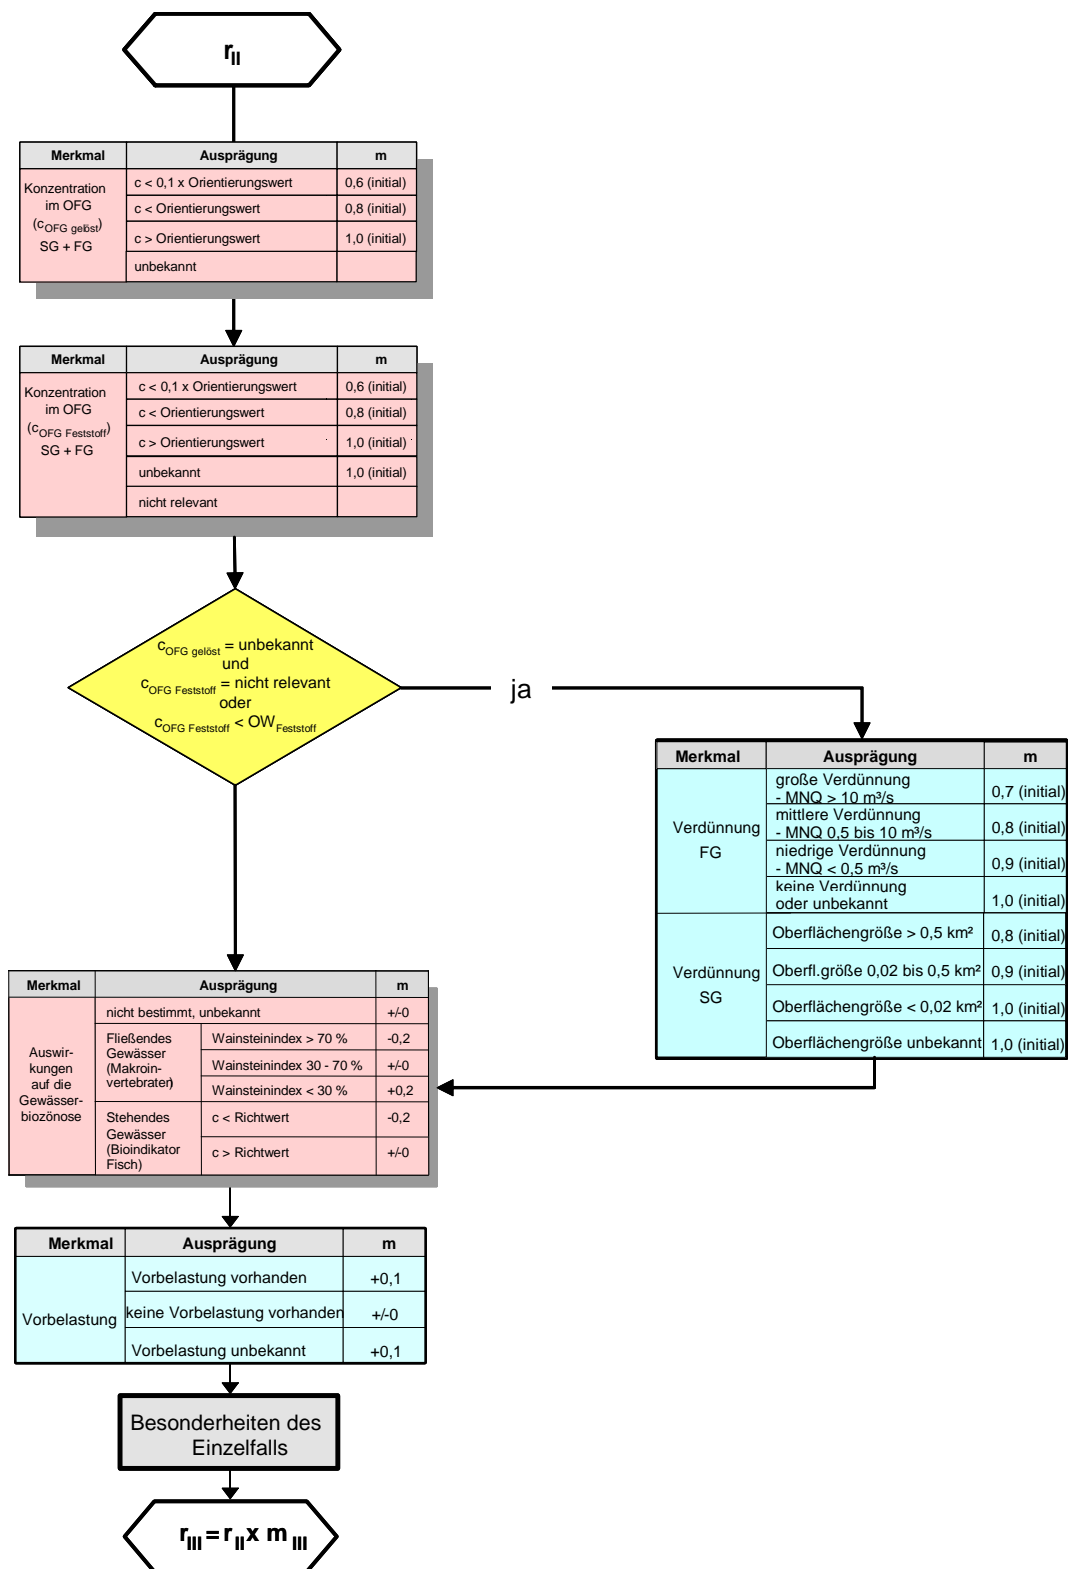 rII
Merkmal Ausprägung m
Konzentration
im OFG
(cOFG gelöst)
SG + FG
c < 0,1 x Orientierungswert 0,6 (initial)
c < Orientierungswert 0,8 (initial)
c > Orientierungswert 1,0 (initial)
unbekannt
Merkmal Ausprägung m
Konzentration
im OFG
(cOFG Feststoff)
SG + FG
c < 0,1 x Orientierungswert 0,6 (initial)
c < Orientierungswert 0,8 (initial)
c > Orientierungswert 1,0 (initial)
unbekannt 1,0 (initial)
nicht relevant
cOFG gelöst = unbekannt
und
cOFG Feststoff = nicht relevant
oder
cOFG Feststoff < OWFeststoff
ja
Merkmal Ausprägung m
Verdünnung
FG
große Verdünnung
- MNQ > 10 m³/s 0,7 (initial)
mittlere Verdünnung
- MNQ 0,5 bis 10 m³/s 0,8 (initial)
niedrige Verdünnung
- MNQ < 0,5 m³/s 0,9 (initial)
keine Verdünnung
oder unbekannt 1,0 (initial)
Verdünnung
SG
Oberflächengröße > 0,5 km² 0,8 (initial)
Oberfl.größe 0,02 bis 0,5 km² 0,9 (initial)
Oberflächengröße < 0,02 km² 1,0 (initial)
Oberflächengröße unbekannt 1,0 (initial)
Merkmal Ausprägung m
Auswir-
kungen
auf die
Gewässer-
biozönose
nicht bestimmt, unbekannt +/-0
Fließendes
Gewässer
(Makroin-
vertebraten)
Wainsteinindex > 70 % -0,2
Wainsteinindex 30 - 70 % +/-0
Wainsteinindex < 30 % +0,2
Stehendes
Gewässer
(Bioindikator
Fisch)
c < Richtwert -0,2
c > Richtwert +/-0
Merkmal Ausprägung m
Vorbelastung
Vorbelastung vorhanden +0,1
keine Vorbelastung vorhanden +/-0
Vorbelastung unbekannt +0,1
Besonderheiten des
Einzelfalls
rIII = rII x mIII